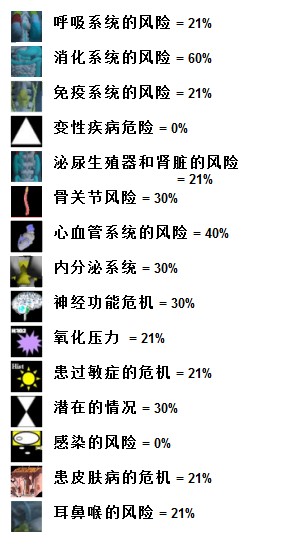 呼吸系统的风险 = 21%
消化系统的风险 = 60%
免疫系统的风险 = 21%
变性疾病危险 = 0%
泌尿生殖器和肾脏的风险
= 21%
骨关节风险 = 30%
心血管系统的风险 = 40%
内分泌系统 = 30%
神经功能危机 = 30%
氧化压力 = 21%
患过敏症的危机 = 21%
Hist
潜在的情况 = 30%
感染的风险 = 0%
患皮肤病的危机 = 21%
耳鼻喉的风险 = 21%